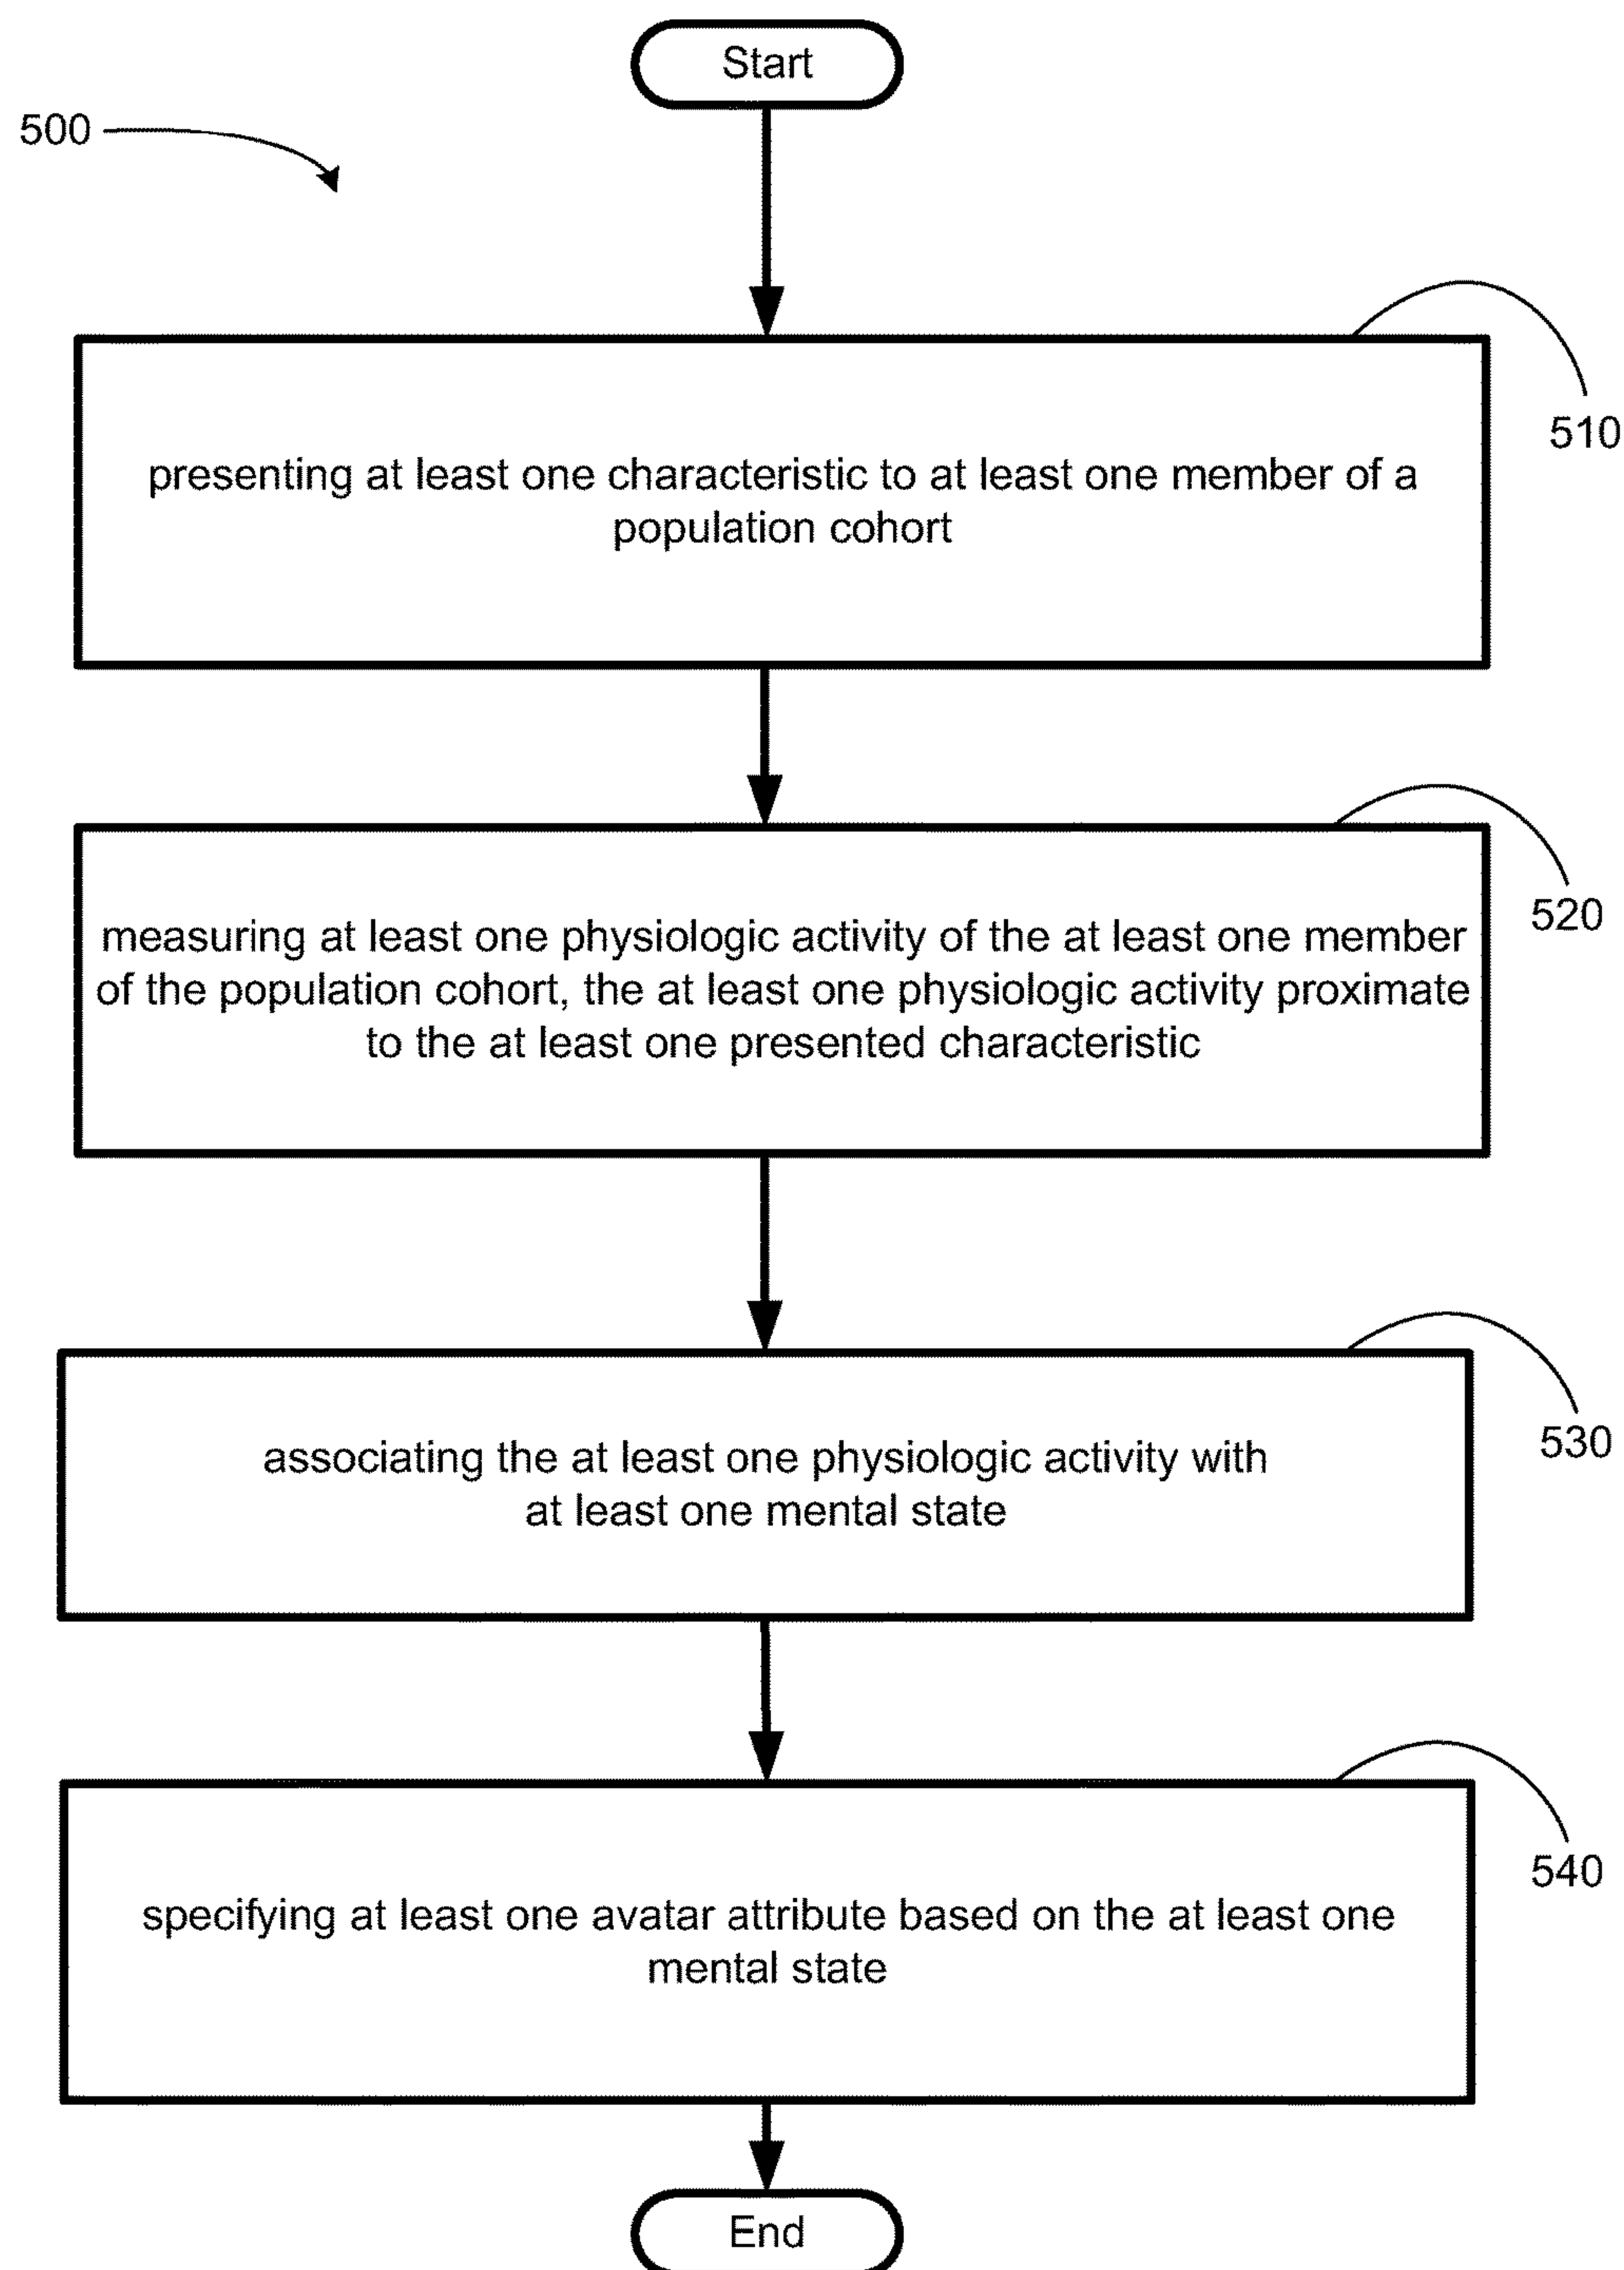 Start
500
510
presenting at least one characteristic to at least one member of a
population cohort
520
measuring at least one physiologic activity of the at least one member
of the population cohort, the at least one physiologic activity proximate
to the at least one presented characteristic
530
associating the at least one physiologic activity with
at least one mental state
540
specifying at least one avatar attribute based on the at least one
mental state
End